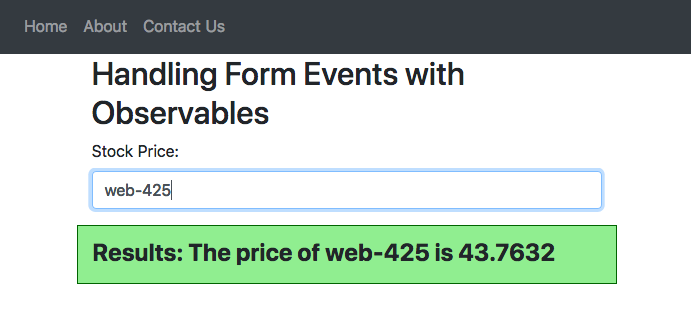 Home About Contact Us
Handling Form Events with
Observables
Stock Price:
web-425
Results: The price of web-425 is 43.7632